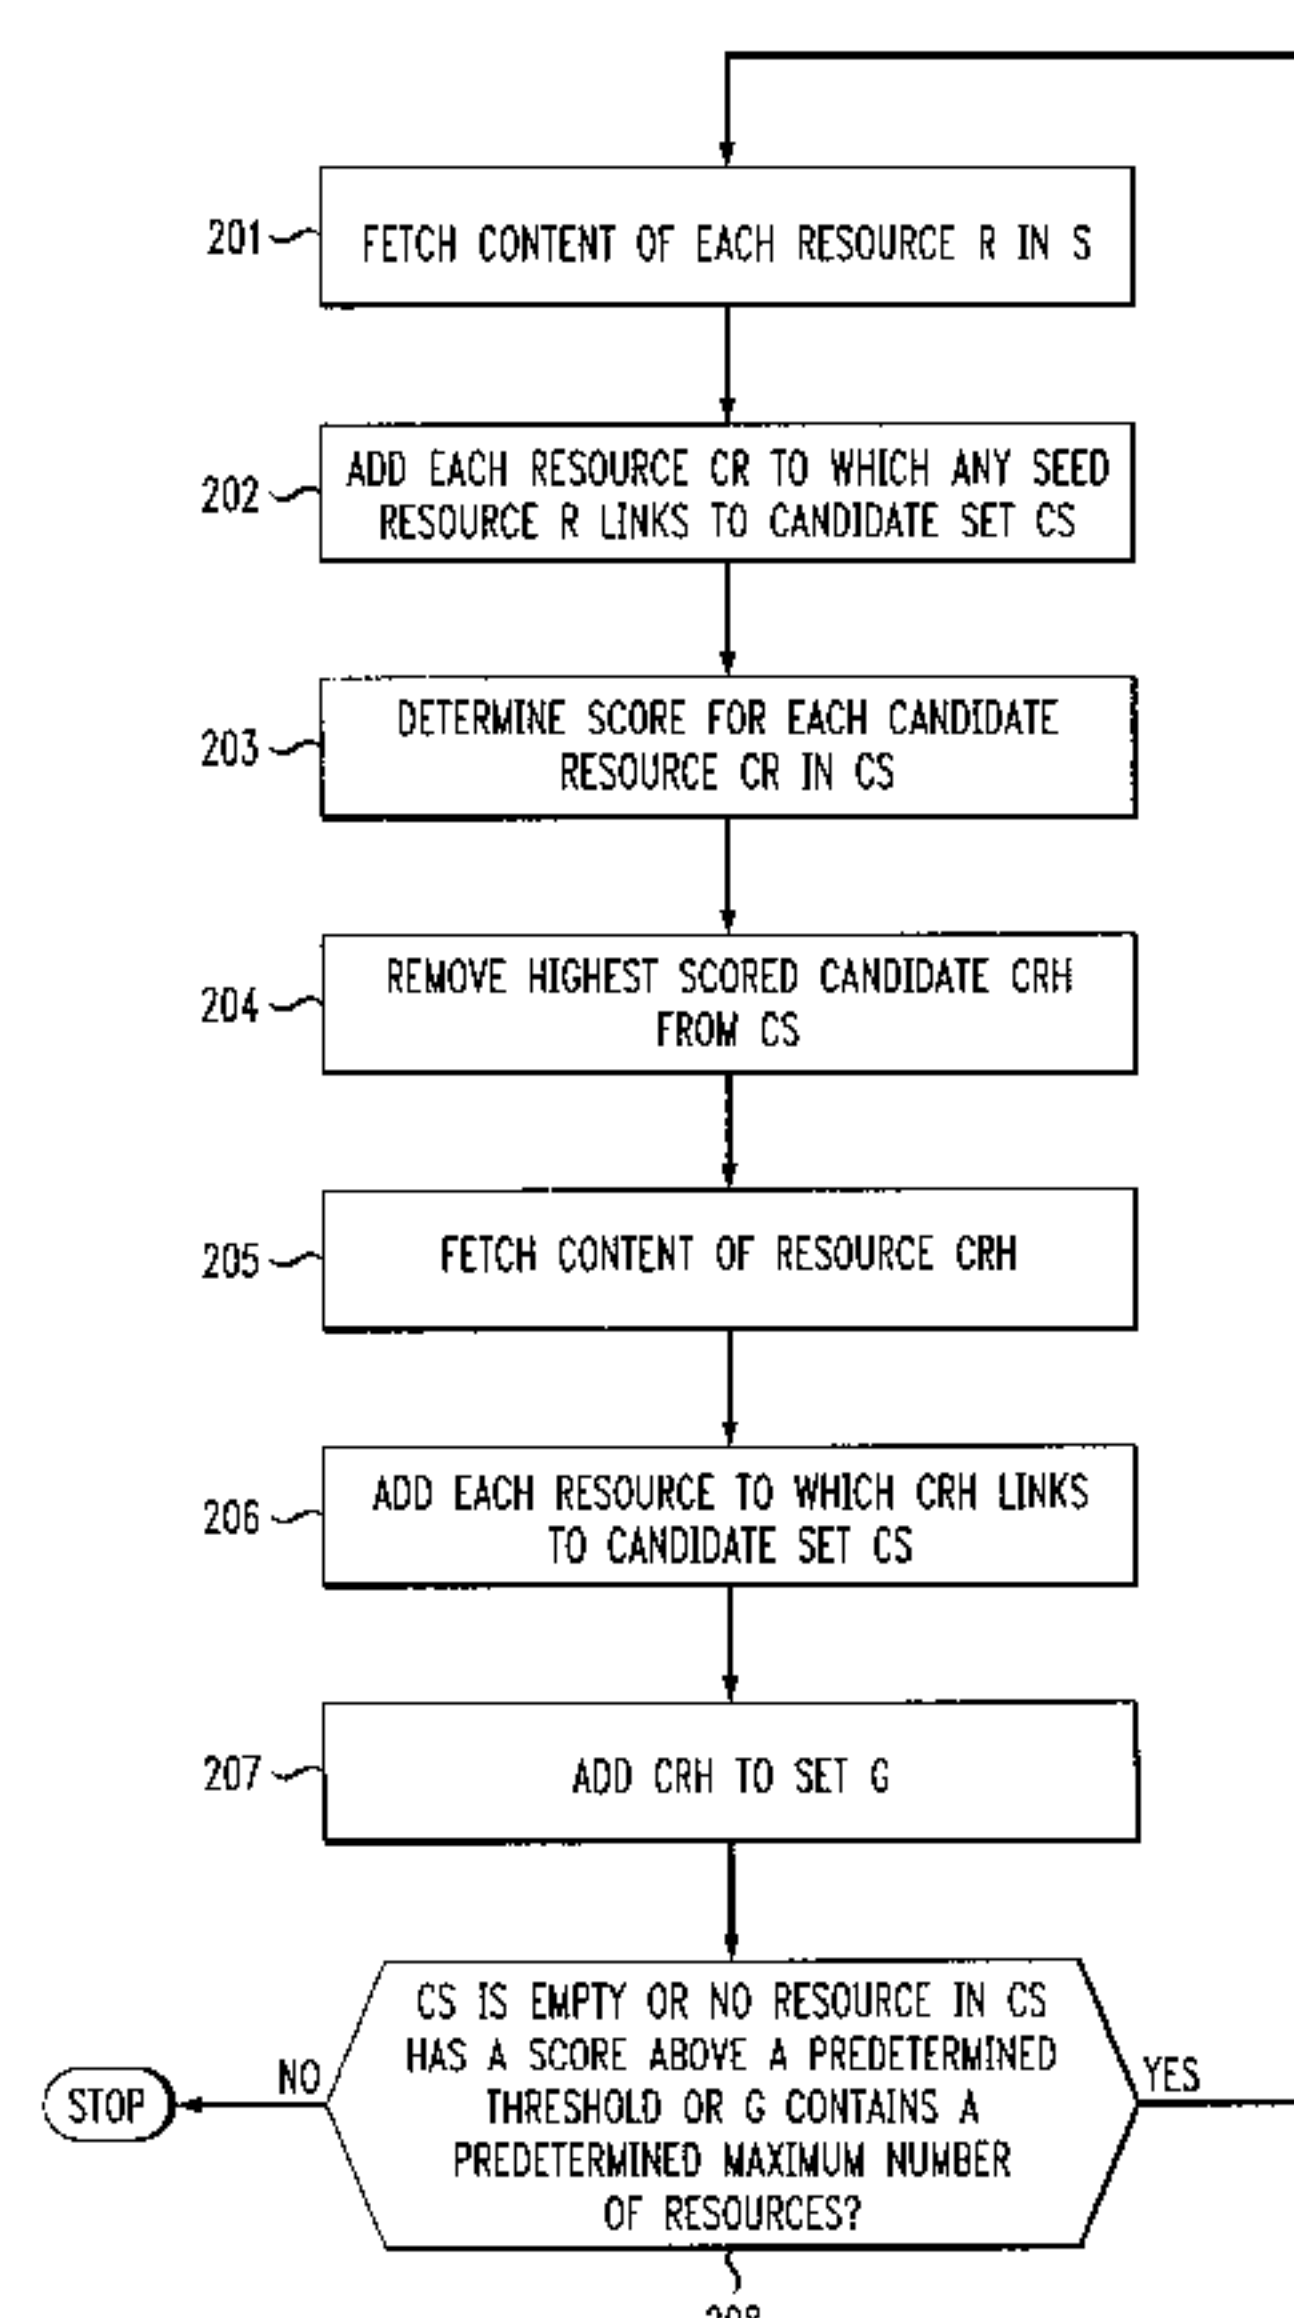 201
FETCH CONTENT OF EACH RESOURCE R IN S
202
ADD EACH RESOURCE CR TO WHICH ANY SEED
RESOURCE R LINKS TO CANDIDATE SET CS
203
DETERMINE SCORE FOR EACH CANDIDATE
RESOURCE CR IN CS
204
REMOVE HIGHEST SCORED CANDIDATE CRH
FROM CS
205
FETCH CONTENT OF RESOURCE CRH
206
ADD EACH RESOURCE TO WHICH CRH LINKS
TO CANDIDATE SET CS
207
ADD CRH TO SET G
CS IS EMPTY OR NO RESOURCE IN CS
HAS A SCORE ABOVE A PREDETERMINED
THRESHOLD OR G CONTAINS A
PREDETERMINED MAXIMUM NUMBER
OF RESOURCES?
NO
YES
STOP